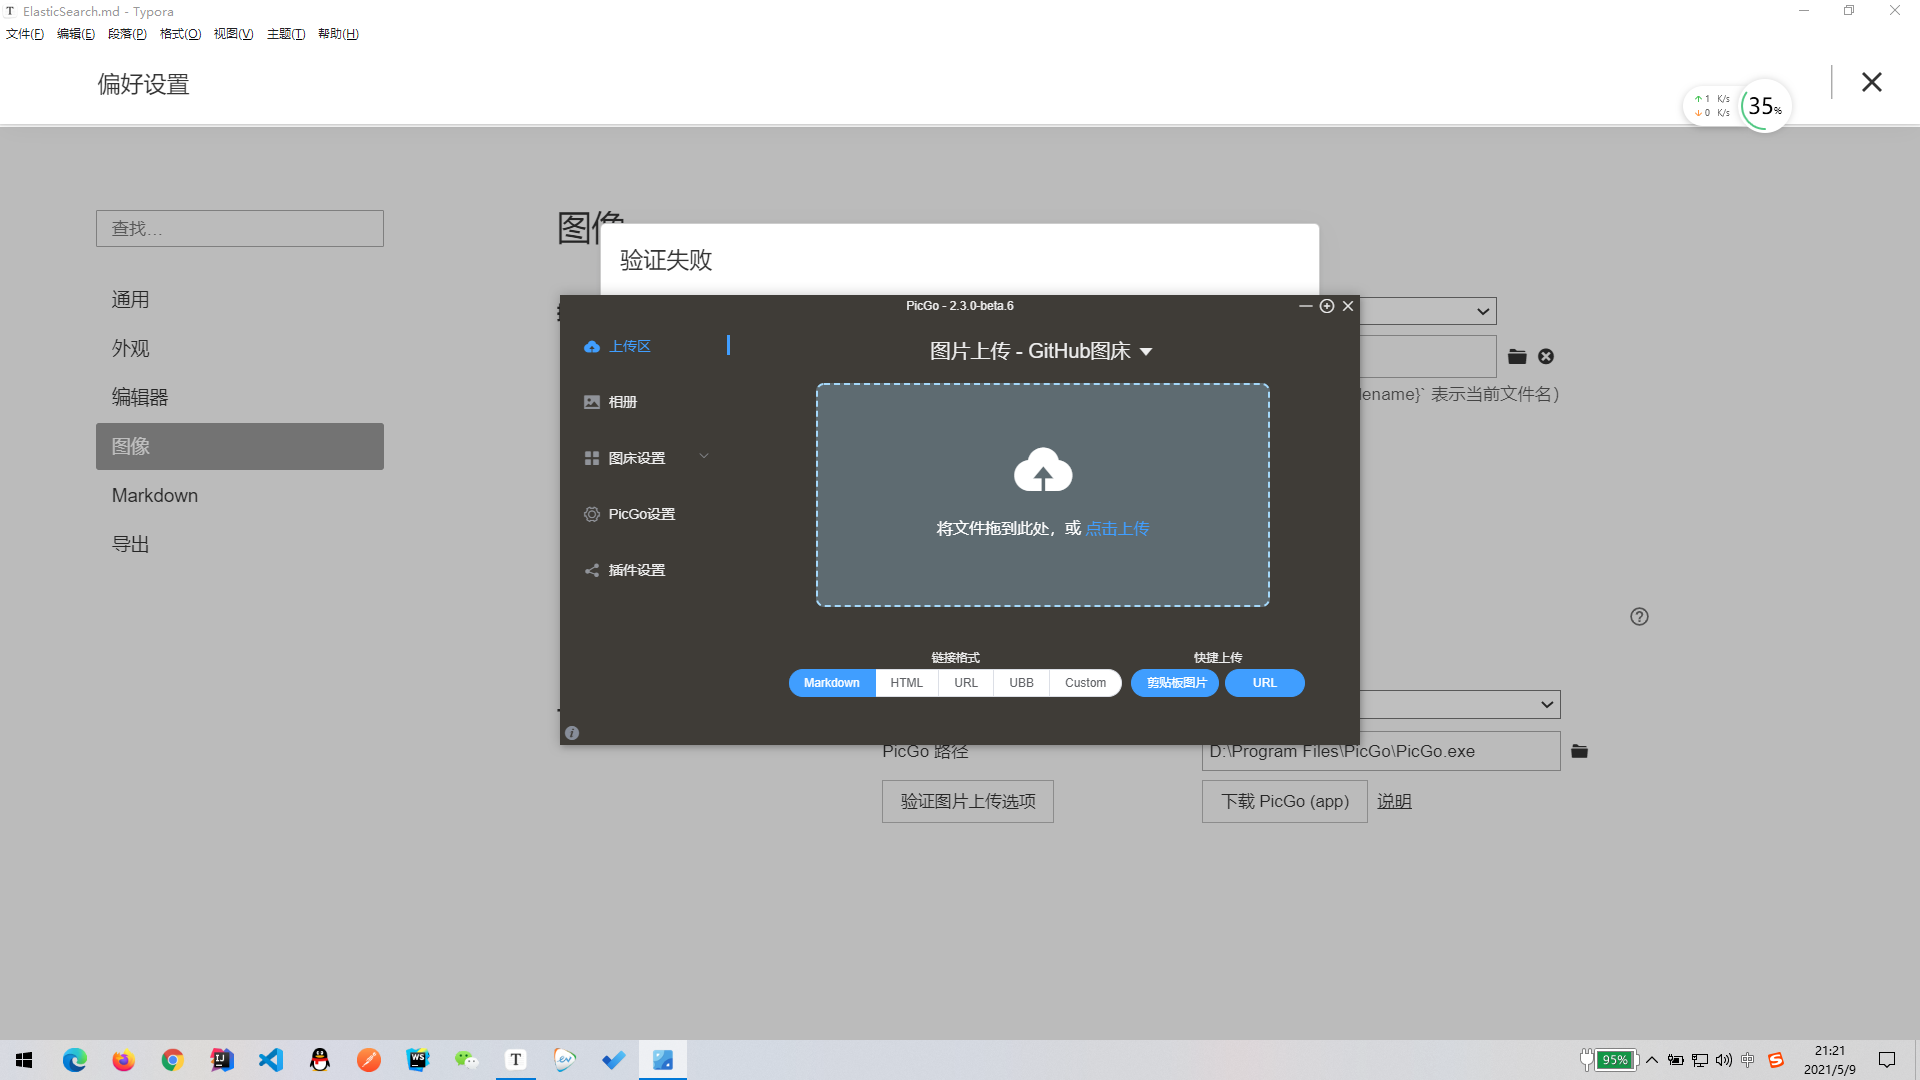 ElasticSearch.md - Typora
文件(F) 编辑(E) 段落(P) 格式(O) 视图(V) 主题(T) 帮助(H)
偏好设置
1 K/s
0 K/s
35%
查找...
通用
外观
编辑器
图像
Markdown
导出
图像
验证失败
PicGo - 2.3.0-beta.6
上传区
相册
图床设置
PicGo设置
插件设置
图片上传 - GitHub图床
将文件拖到此处，或 点击上传
链接格式
快捷上传
Markdown HTML URL UBB Custom 剪贴板图片 URL
ename}` 表示当前文件名）
PicGo 路径
D:\Program Files\PicGo\PicGo.exe
验证图片上传选项
下载 PicGo (app) 说明
95%
中
21:21
2021/5/9